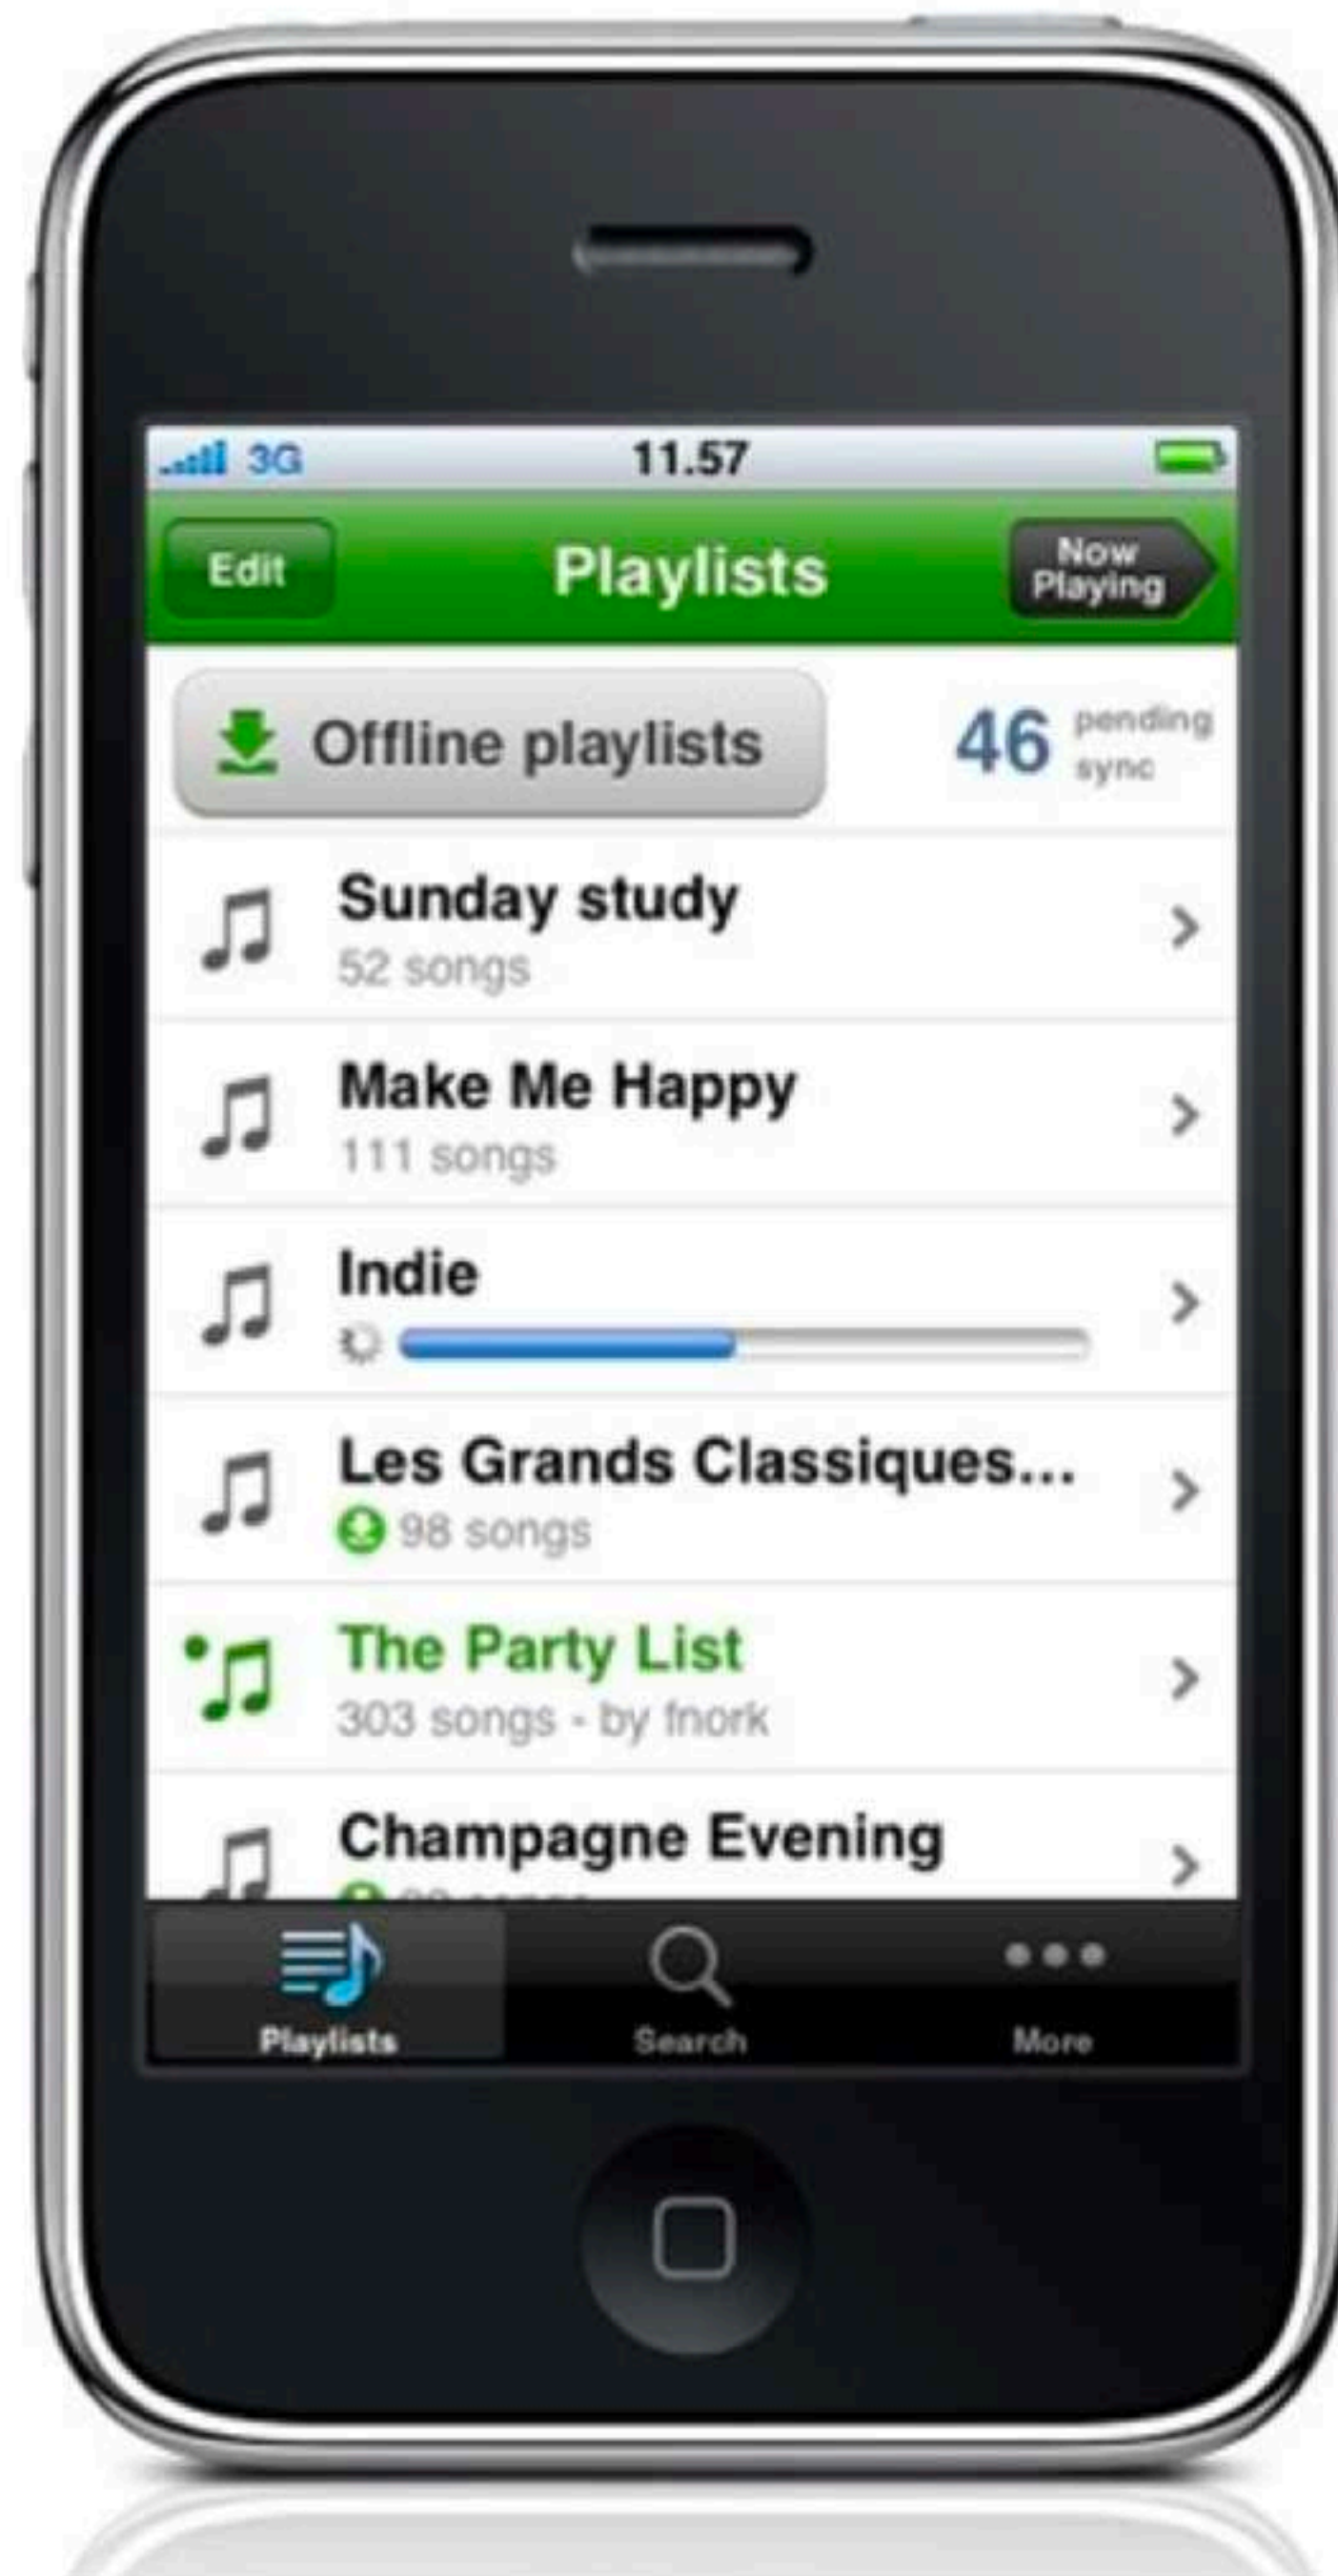 3G
11.57
Edit
Playlists
Now
Playing
Offline playlists
46
pending
sync
Sunday study
52 songs
Make Me Happy
111 songs
Indie
Les Grands Classiques...
98 songs
The Party List
303 songs - by fnork
Champagne Evening
Playlists
Search
More